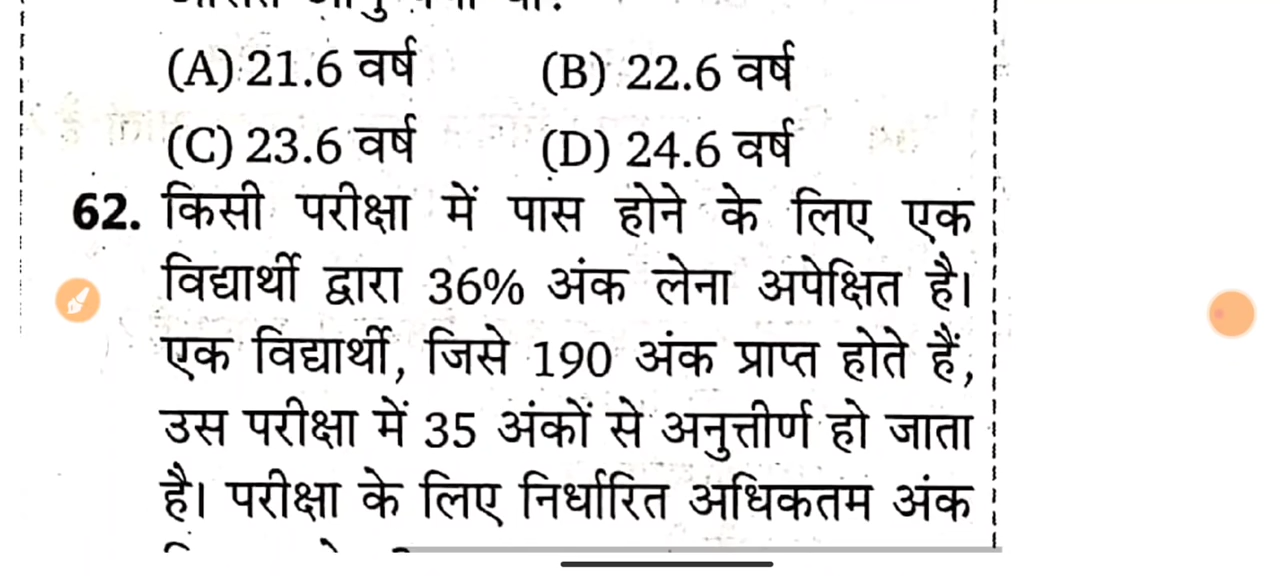 (A) 21.6 वर्ष (B) 22.6 वर्ष
(C) 23.6 वर्ष (D) 24.6 वर्ष
62. किसी परीक्षा में पास होने के लिए एक
विद्यार्थी द्वारा 36% अंक लेना अपेक्षित है।
एक विद्यार्थी, जिसे 190 अंक प्राप्त होते हैं,
उस परीक्षा में 35 अंकों से अनुत्तीर्ण हो जाता
है। परीक्षा के लिए निर्धारित अधिकतम अंक